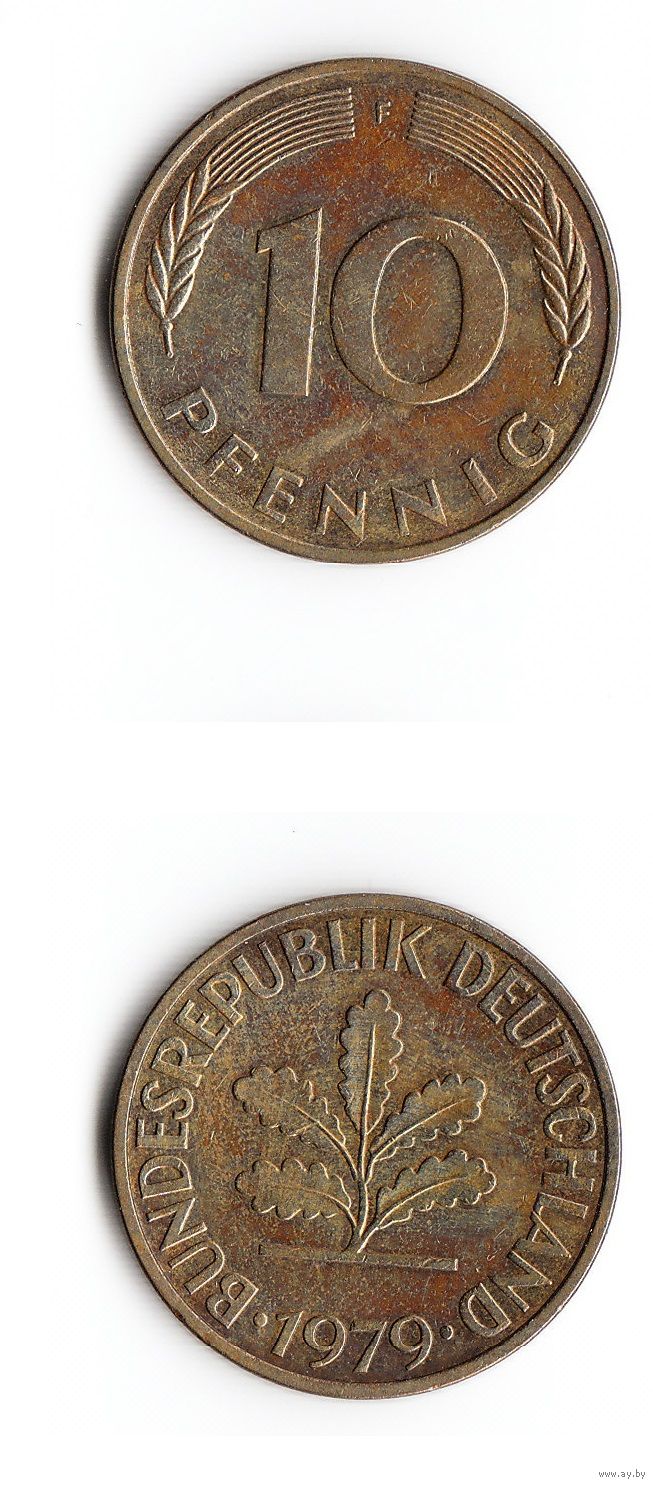 F
10
PFENNIG
BUNDESREPUBLIK DEUTSCHLAND
· 1979 ·
www.ay.by